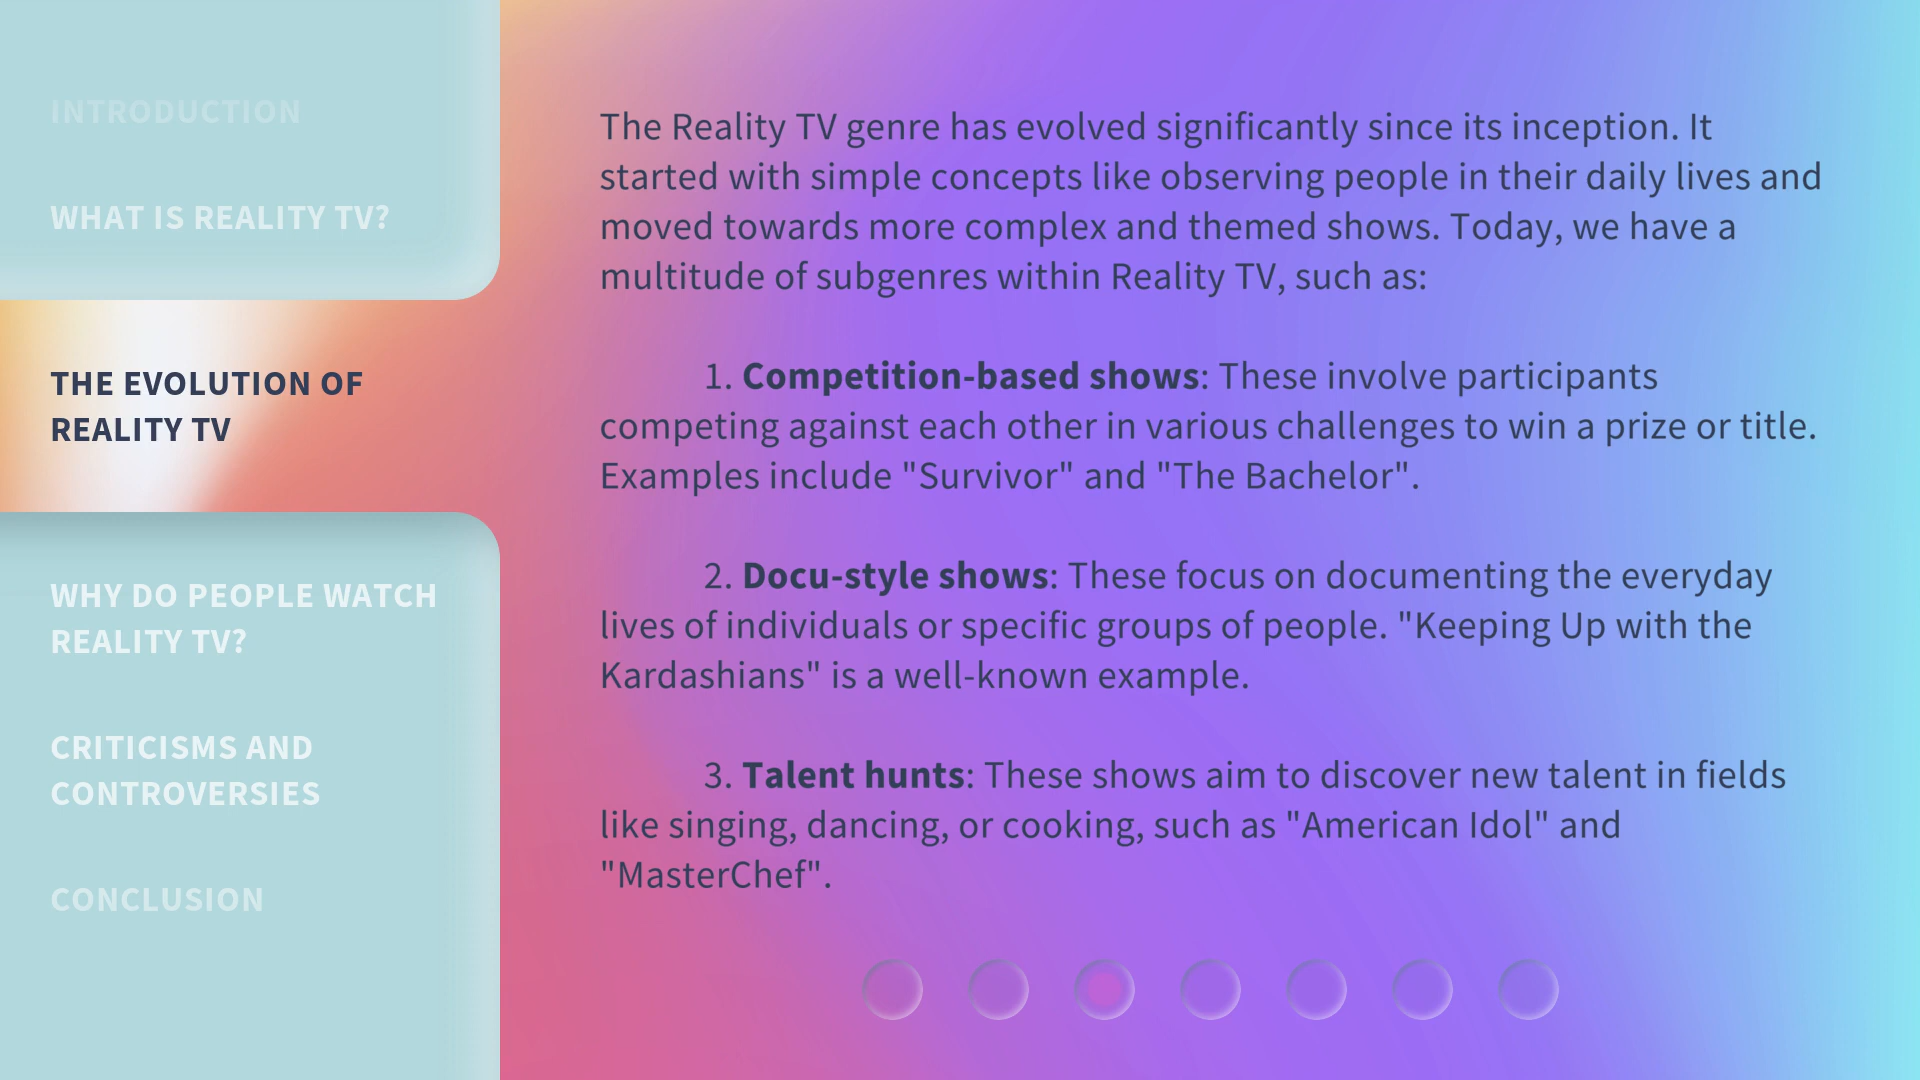 INTRODUCTION
WHAT IS REALITY TV?
THE EVOLUTION OF
REALITY TV
WHY DO PEOPLE WATCH
REALITY TV?
CRITICISMS AND
CONTROVERSIES
CONCLUSION
The Reality TV genre has evolved significantly since its inception. It
started with simple concepts like observing people in their daily lives and
moved towards more complex and themed shows. Today, we have a
multitude of subgenres within Reality TV, such as:
1. Competition-based shows: These involve participants
competing against each other in various challenges to win a prize or title.
Examples include "Survivor" and "The Bachelor".
2. Docu-style shows: These focus on documenting the everyday
lives of individuals or specific groups of people. "Keeping Up with the
Kardashians" is a well-known example.
3. Talent hunts: These shows aim to discover new talent in fields
like singing, dancing, or cooking, such as "American Idol" and
"MasterChef".